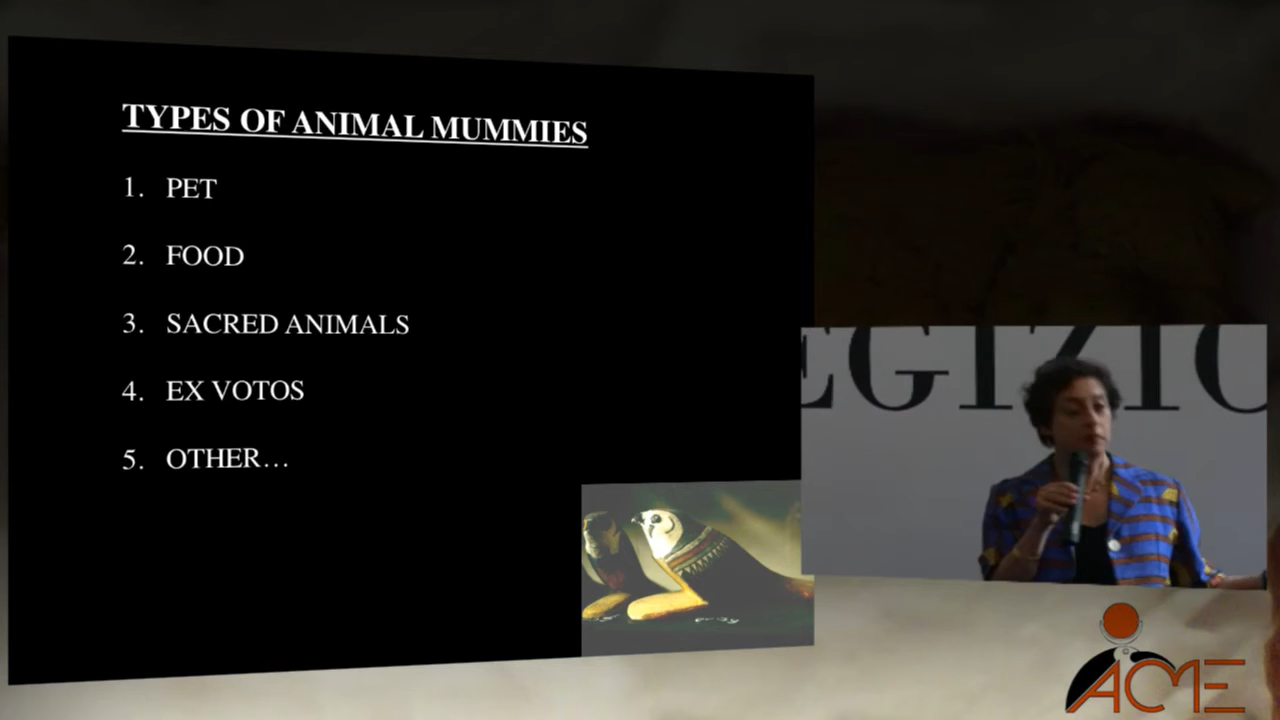 TYPES OF ANIMAL MUMMIES
1. PET
2. FOOD
3. SACRED ANIMALS
4. EX VOTOS
5. OTHER…
EGIZIO
ACME